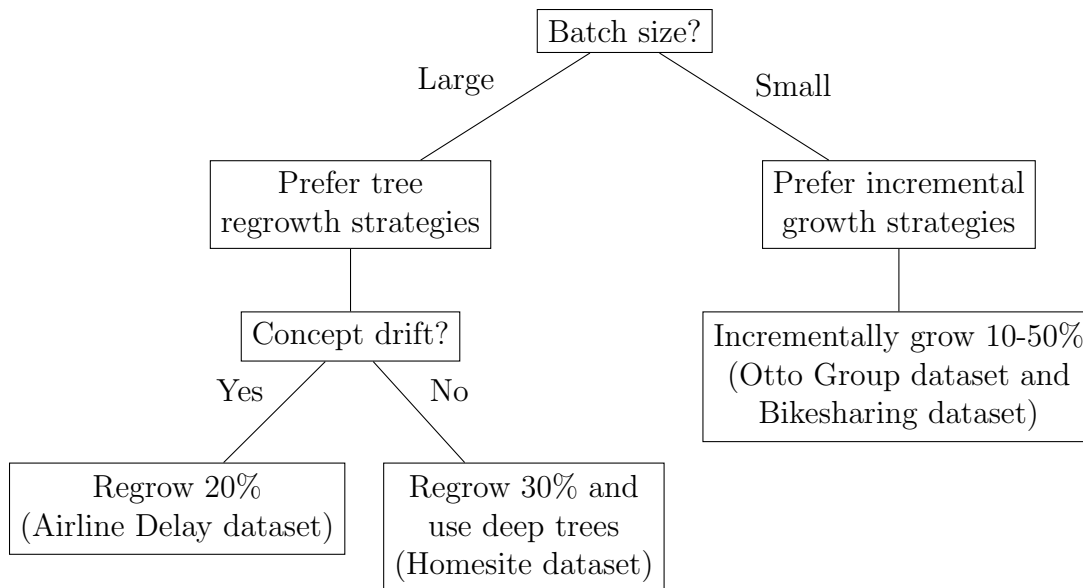 Batch size?
Large
Small
Prefer tree
regrowth strategies
Prefer incremental
growth strategies
Concept drift?
Incrementally grow 10-50%
(Otto Group dataset and
Bikesharing dataset)
Yes
No
Regrow 20%
(Airline Delay dataset)
Regrow 30% and
use deep trees
(Homesite dataset)